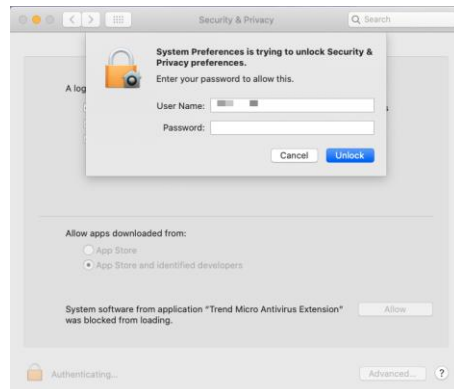 Security & Privacy
Search
System Preferences is trying to unlock Security &
Privacy preferences.
Enter your password to allow this.
A log
User Name:
Password:
Cancel
Unlock
Allow apps downloaded from:
App Store
App Store and identified developers
System software from application "Trend Micro Antivirus Extension"
was blocked from loading.
Allow
Authenticating...
Advanced...
?